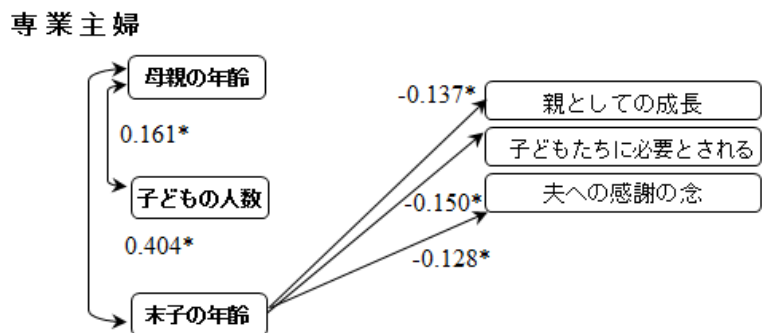 専業主婦
母親の年齢
-0.137*
親としての成長
0.161*
子どもたちに必要とされる
子どもの人数
-0.150*
夫への感謝の念
0.404*
-0.128*
末子の年齢